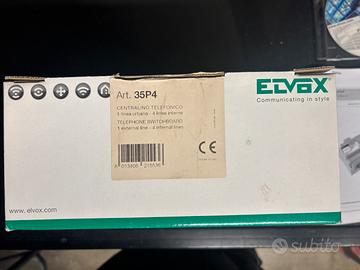 Art. 35P4
CENTRALINO TELEFONICO
1 linea urbana - 4 linee interne
TELEPHONE SWITCHBOARD
1 external line - 4 internal lines
CE
ELVOX
Communicating in style
www.elvox.com
subito